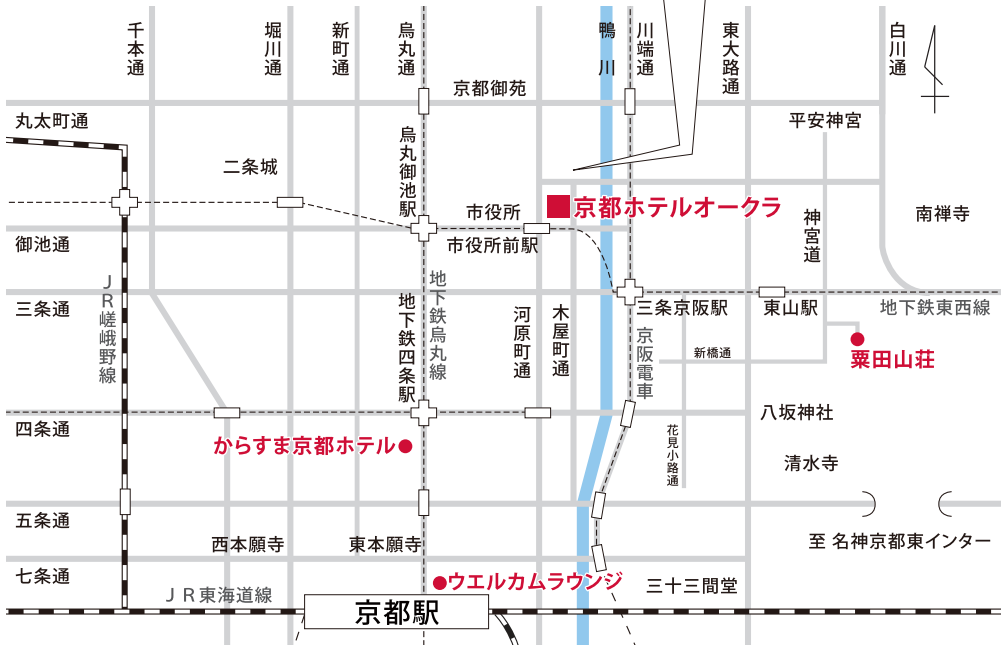 千本通
堀川通
新町通
烏丸通
鴨川
川端通
東大路通
白川通
京都御苑
丸太町通
平安神宮
烏丸御池駅
二条城
市役所
京都ホテルオークラ
神宮道
南禅寺
御池通
市役所前駅
JR嵯峨野線
地下鉄烏丸線
地下鉄四条駅
三条通
河原町通
木屋町通
三条京阪駅
東山駅
地下鉄東西線
京阪電車
新橋通
粟田山荘
四条通
からすま京都ホテル
八坂神社
花見小路通
清水寺
五条通
西本願寺
東本願寺
至 名神京都東インター
七条通
ウエルカムラウンジ
三十三間堂
JR東海道線
京都駅